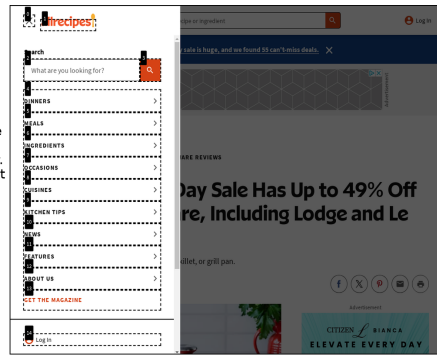 allrecipes
Search
What are you looking for?
DINNERS
MEALS
INGREDIENTS
OCCASIONS
CUISINES
KITCHEN TIPS
NEWS
FEATURES
ABOUT US
GET THE MAGAZINE
Log In
ecipe or ingredient
Log In
sale is huge, and we found 55 can't-miss deals.
Advertisement
ARE REVIEWS
Day Sale Has Up to 49% Off
re, Including Lodge and Le
illet, or grill pan.
Advertisement
CITIZEN BIANCA
ELEVATE EVERY DAY